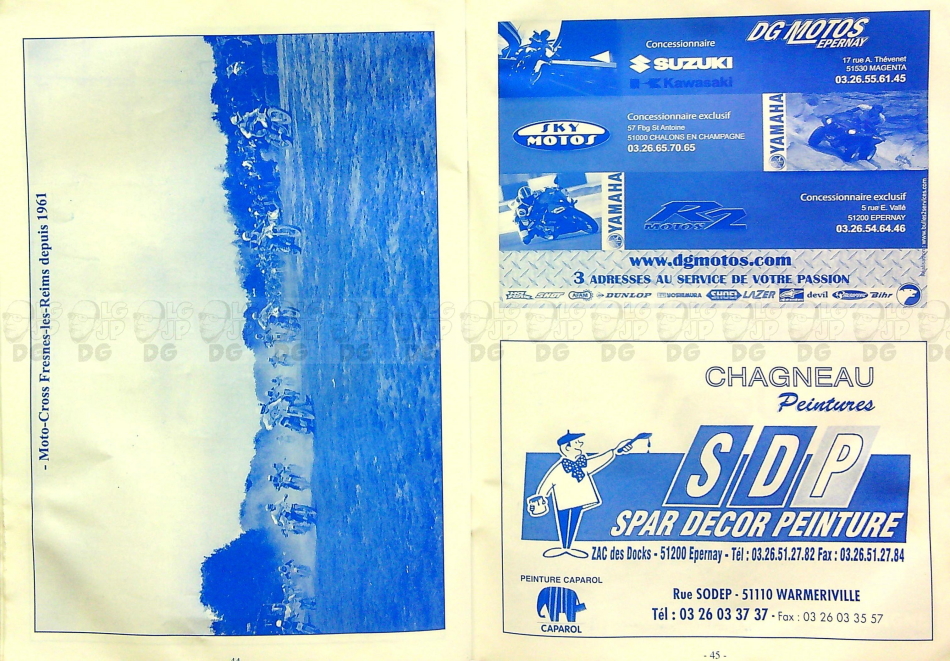 - Moto-Cross Fresnes-les-Reims depuis 1961
DG MOTOS
EPERNAY
Concessionnaire
SUZUKI
Kawasaki
17 rue A. Thévenet
51530 MAGENTA
03.26.55.61.45
SKY
MOTOS
Concessionnaire exclusif
57 Fbg St Antoine
51000 CHALONS EN CHAMPAGNE
03.26.65.70.65
YAMAHA
YAMAHA
R2
MOTOS
Concessionnaire exclusif
5 rue E. Vallé
51200 EPERNAY
03.26.54.64.46
www.dgmotos.com
3 ADRESSES AU SERVICE DE VOTRE PASSION
DUNLOP YOSHIMURA LAZER devil Bihr
CHAGNEAU
Peintures
SDP
SPAR DECOR PEINTURE
ZAC des Docks - 51200 Epernay - Tél : 03.26.51.27.82 Fax : 03.26.51.27.84
PEINTURE CAPAROL
CAPAROL
Rue SODEP - 51110 WARMERIVILLE
Tél : 03 26 03 37 37 - Fax : 03 26 03 35 57
- 45 -
DG